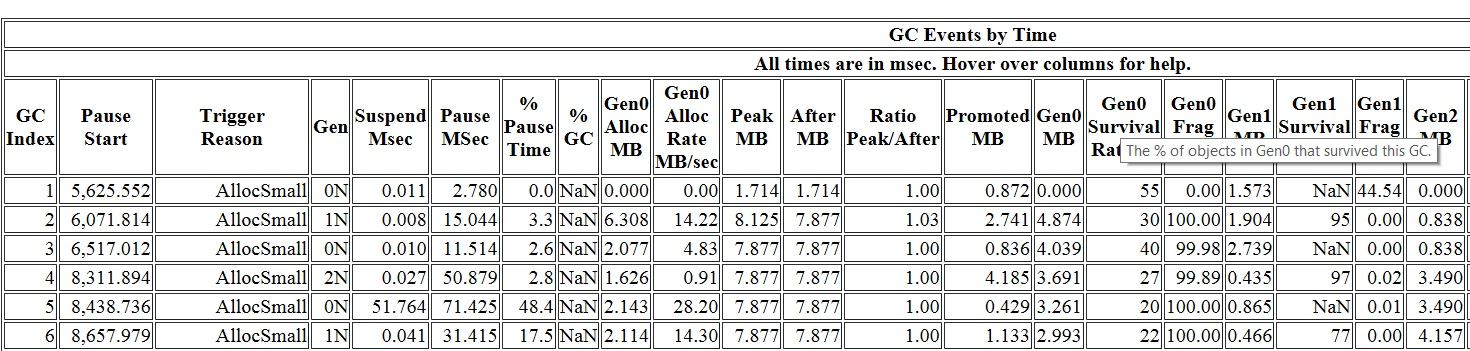 GC Events by Time
All times are in msec. Hover over columns for help.
GC Index Pause Start Trigger Reason Gen Suspend Msec Pause MSec % Pause Time % GC Gen0 Alloc MB Gen0 Alloc Rate MB/sec Peak MB After MB Ratio Peak/After Promoted MB Gen0 MB Gen0 Survival Rat Gen0 Frag Gen1 MB Gen1 Survival Gen1 Frag Gen2 MB
The % of objects in Gen0 that survived this GC.
1 5,625.552 AllocSmall 0N 0.011 2.780 0.0 NaN 0.000 0.00 1.714 1.714 1.00 0.872 0.000 55 0.00 1.573 NaN 44.54 0.000
2 6,071.814 AllocSmall 1N 0.008 15.044 3.3 NaN 6.308 14.22 8.125 7.877 1.03 2.741 4.874 30 100.00 1.904 95 0.00 0.838
3 6,517.012 AllocSmall 0N 0.010 11.514 2.6 NaN 2.077 4.83 7.877 7.877 1.00 0.836 4.039 40 99.98 2.739 NaN 0.00 0.838
4 8,311.894 AllocSmall 2N 0.027 50.879 2.8 NaN 1.626 0.91 7.877 7.877 1.00 4.185 3.691 27 99.89 0.435 97 0.02 3.490
5 8,438.736 AllocSmall 0N 51.764 71.425 48.4 NaN 2.143 28.20 7.877 7.877 1.00 0.429 3.261 20 100.00 0.865 NaN 0.01 3.490
6 8,657.979 AllocSmall 1N 0.041 31.415 17.5 NaN 2.114 14.30 7.877 7.877 1.00 1.133 2.993 22 100.00 0.466 77 0.00 4.157